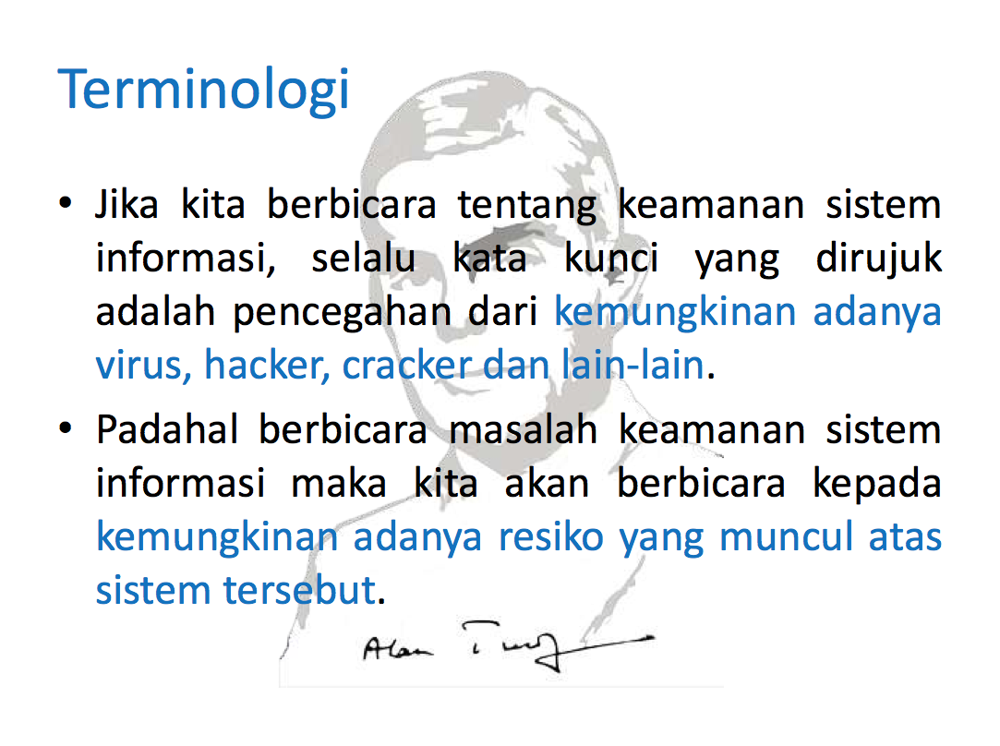 Terminologi
• Jika kita berbicara tentang keamanan sistem
informasi, selalu kata kunci yang dirujuk
adalah pencegahan dari kemungkinan adanya
virus, hacker, cracker dan lain-lain.
• Padahal berbicara masalah keamanan sistem
informasi maka kita akan berbicara kepada
kemungkinan adanya resiko yang muncul atas
sistem tersebut.
Alan Turing